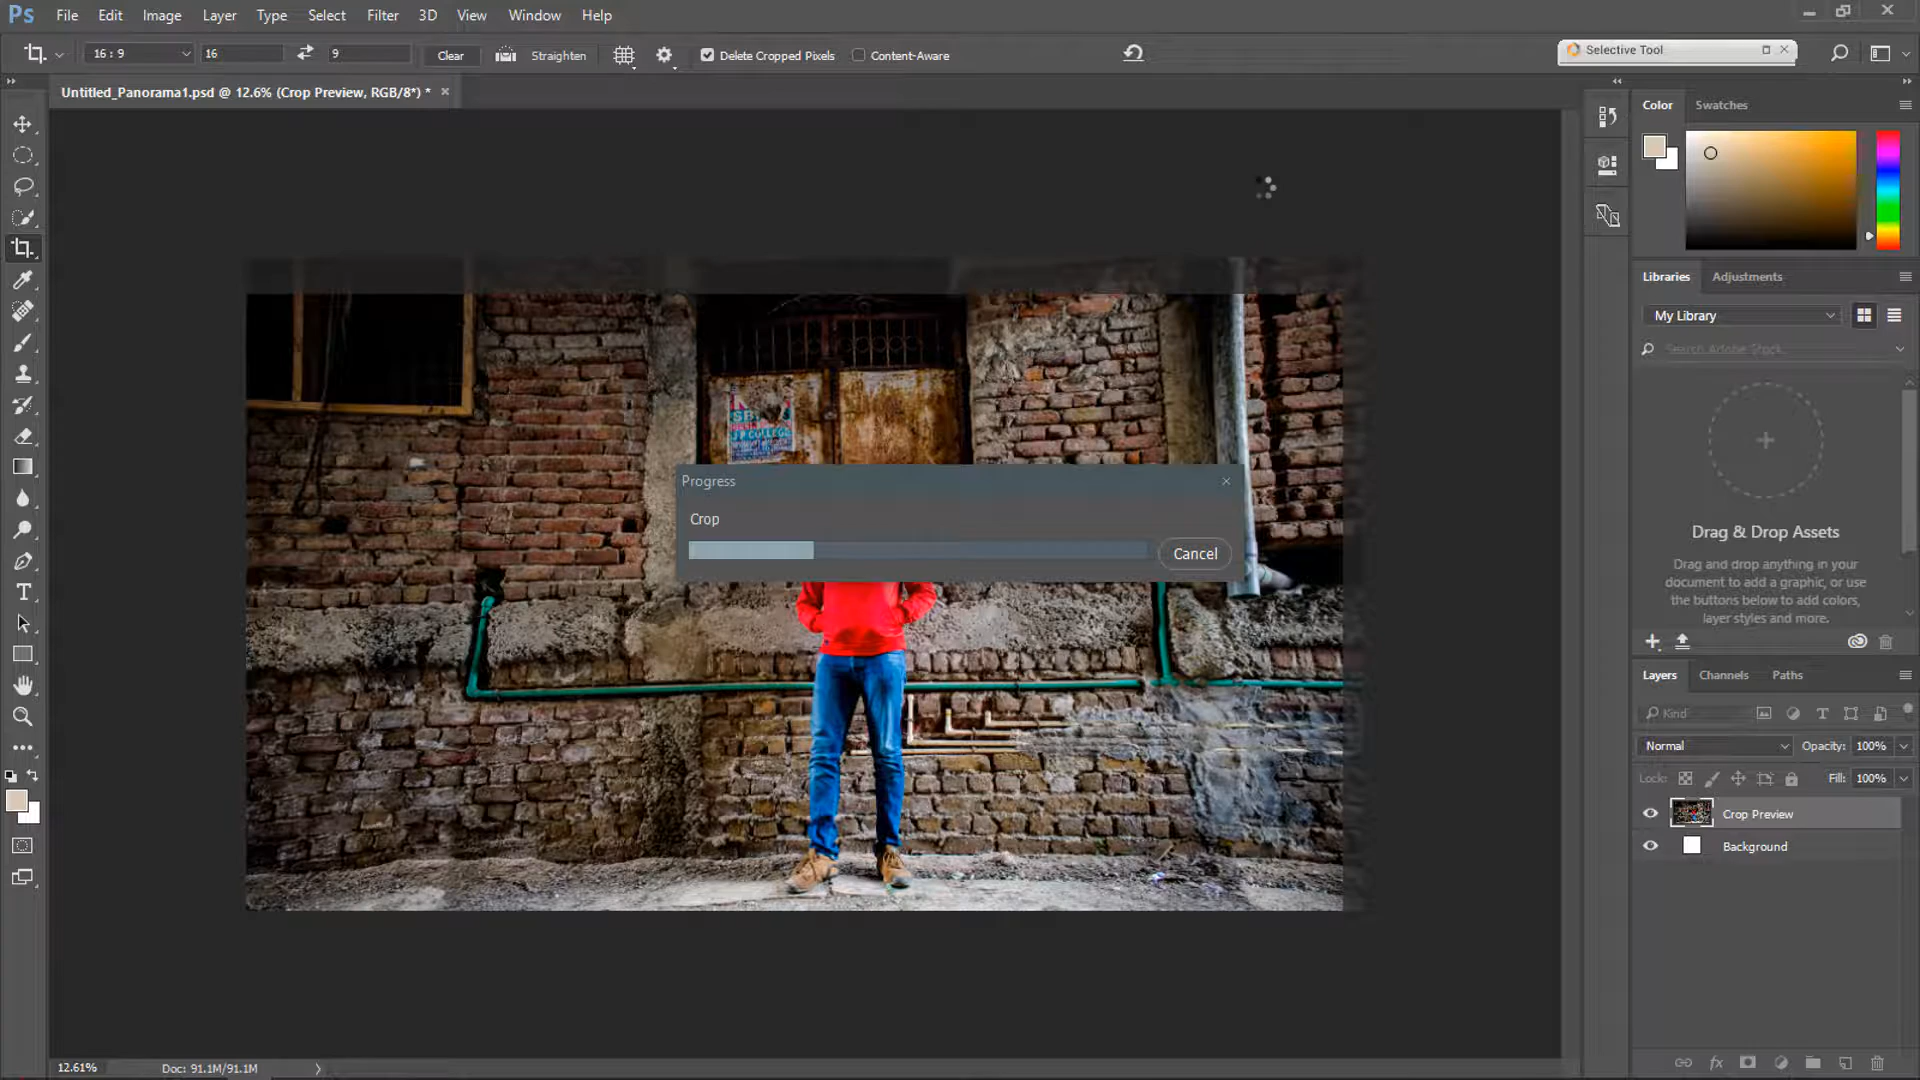 Ps File Edit Image Layer Type Select Filter 3D View Window Help
16 : 9 16 9 Clear Straighten Delete Cropped Pixels Content-Aware
Selective Tool
Untitled_Panorama1.psd @ 12.6% (Crop Preview, RGB/8*) *
Color Swatches
Libraries Adjustments
My Library
Search Adobe Stock
Drag & Drop Assets
Drag and drop anything in your
document to add a graphic, or use
the buttons below to add colors,
layer styles and more.
Progress
Crop
Cancel
J P COLLEGE
Layers Channels Paths
Kind
Normal Opacity: 100%
Lock: Fill: 100%
Crop Preview
Background
fx
12.61% Doc: 91.1M/91.1M